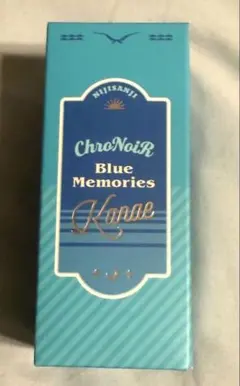 NIJISANJI
ChroNoiR
Blue
Memories
Kanae